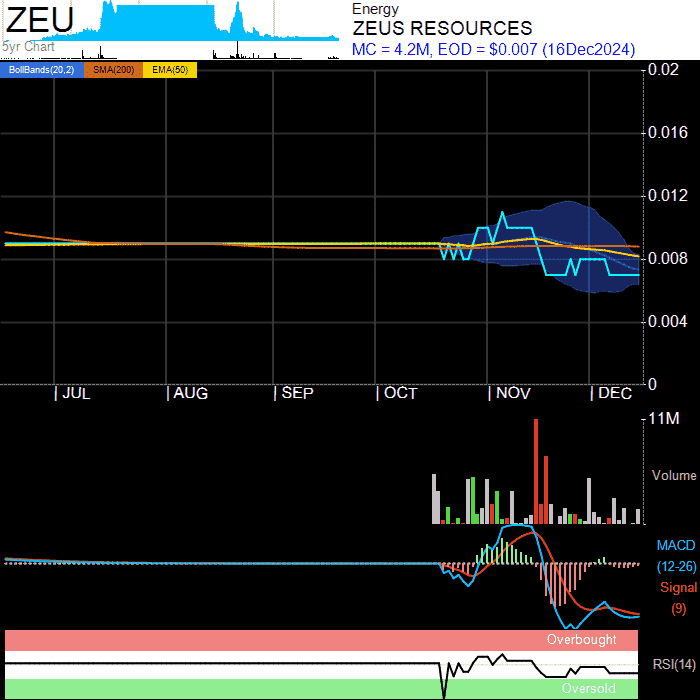 ZEU
5yr Chart
Energy
ZEUS RESOURCES
MC = 4.2M, EOD = $0.007 (16Dec2024)
BollBands(20,2) SMA(200) EMA(50)
0.02
0.016
0.012
0.008
0.004
0
JUL AUG SEP OCT NOV DEC
11M
Volume
MACD
(12-26)
Signal
(9)
Overbought
RSI(14)
Oversold